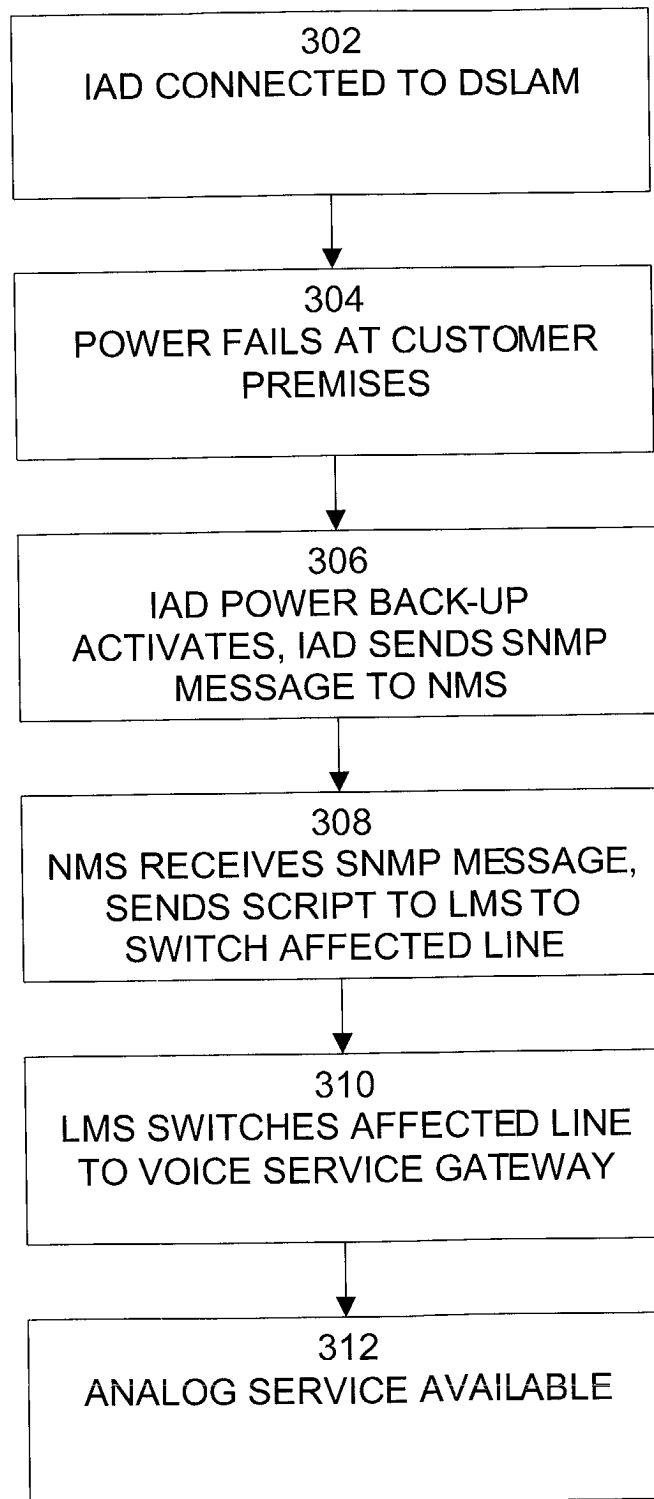 302
IAD CONNECTED TO DSLAM
304
POWER FAILS AT CUSTOMER
PREMISES
306
IAD POWER BACK-UP
ACTIVATES, IAD SENDS SNMP
MESSAGE TO NMS
308
NMS RECEIVES SNMP MESSAGE,
SENDS SCRIPT TO LMS TO
SWITCH AFFECTED LINE
310
LMS SWITCHES AFFECTED LINE
TO VOICE SERVICE GATEWAY
312
ANALOG SERVICE AVAILABLE